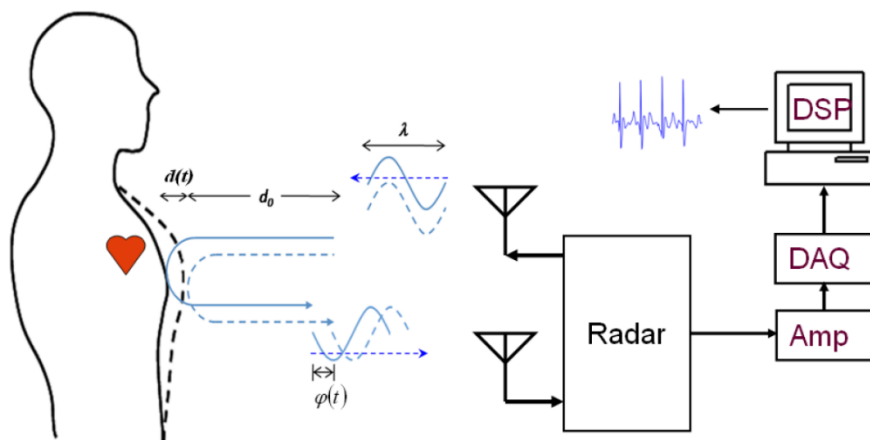 λ
DSP
d(t)
d₀
DAQ
Radar
Amp
φ(t)